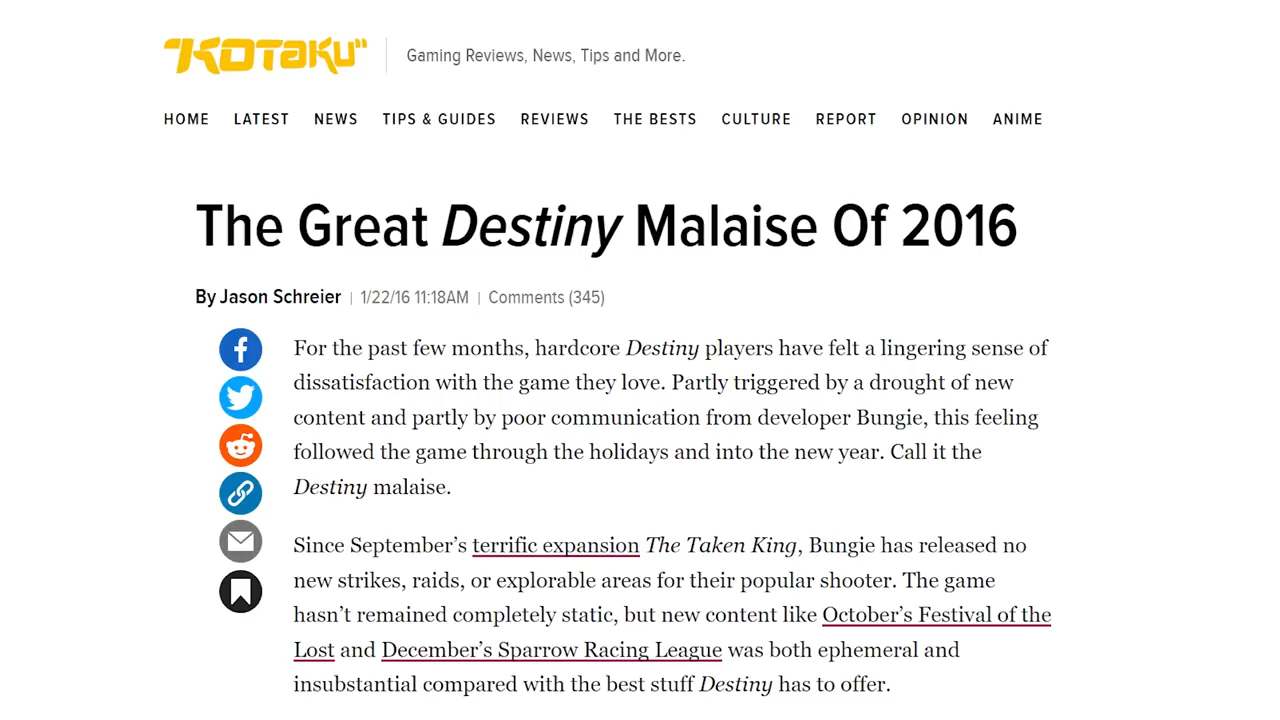 "KOTAKU"
Gaming Reviews, News, Tips and More.
HOME LATEST NEWS TIPS & GUIDES REVIEWS THE BESTS CULTURE REPORT OPINION ANIME
The Great Destiny Malaise Of 2016
By Jason Schreier | 1/22/16 11:18AM | Comments (345)
For the past few months, hardcore Destiny players have felt a lingering sense of
dissatisfaction with the game they love. Partly triggered by a drought of new
content and partly by poor communication from developer Bungie, this feeling
followed the game through the holidays and into the new year. Call it the
Destiny malaise.
Since September’s terrific expansion The Taken King, Bungie has released no
new strikes, raids, or explorable areas for their popular shooter. The game
hasn’t remained completely static, but new content like October’s Festival of the
Lost and December’s Sparrow Racing League was both ephemeral and
insubstantial compared with the best stuff Destiny has to offer.